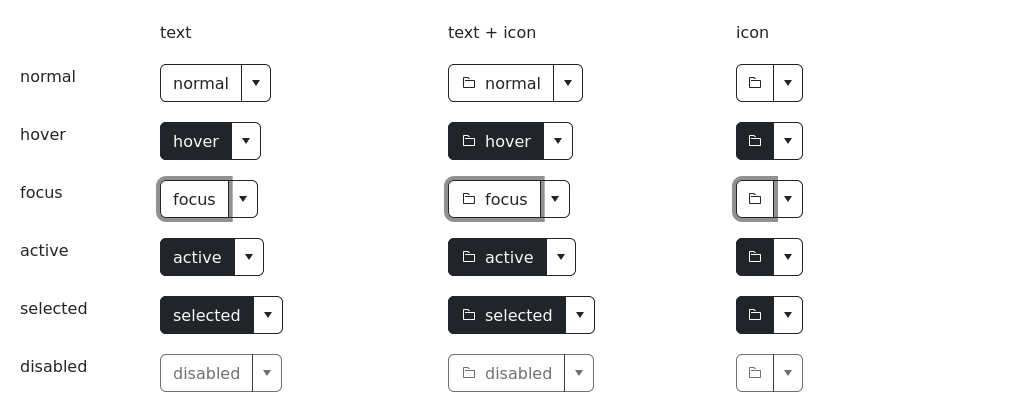 text text + icon icon
normal normal normal
hover hover hover
focus focus focus
active active active
selected selected selected
disabled disabled disabled